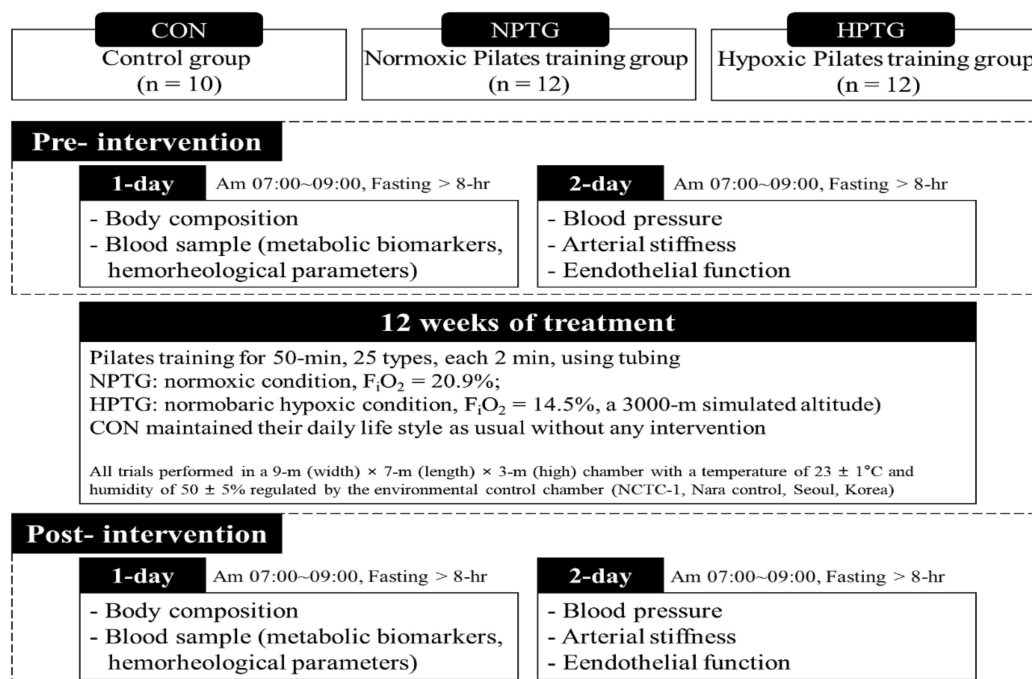 CON
Control group
(n = 10)
NPTG
Normoxic Pilates training group
(n = 12)
HPTG
Hypoxic Pilates training group
(n = 12)
Pre- intervention
1-day Am 07:00~09:00, Fasting > 8-hr
- Body composition
- Blood sample (metabolic biomarkers,
hemorheological parameters)
2-day Am 07:00~09:00, Fasting > 8-hr
- Blood pressure
- Arterial stiffness
- Eendothelial function
12 weeks of treatment
Pilates training for 50-min, 25 types, each 2 min, using tubing
NPTG: normoxic condition, FiO2 = 20.9%;
HPTG: normobaric hypoxic condition, FiO2 = 14.5%, a 3000-m simulated altitude)
CON maintained their daily life style as usual without any intervention
All trials performed in a 9-m (width) × 7-m (length) × 3-m (high) chamber with a temperature of 23 ± 1°C and
humidity of 50 ± 5% regulated by the environmental control chamber (NCTC-1, Nara control, Seoul, Korea)
Post- intervention
1-day Am 07:00~09:00, Fasting > 8-hr
- Body composition
- Blood sample (metabolic biomarkers,
hemorheological parameters)
2-day Am 07:00~09:00, Fasting > 8-hr
- Blood pressure
- Arterial stiffness
- Eendothelial function